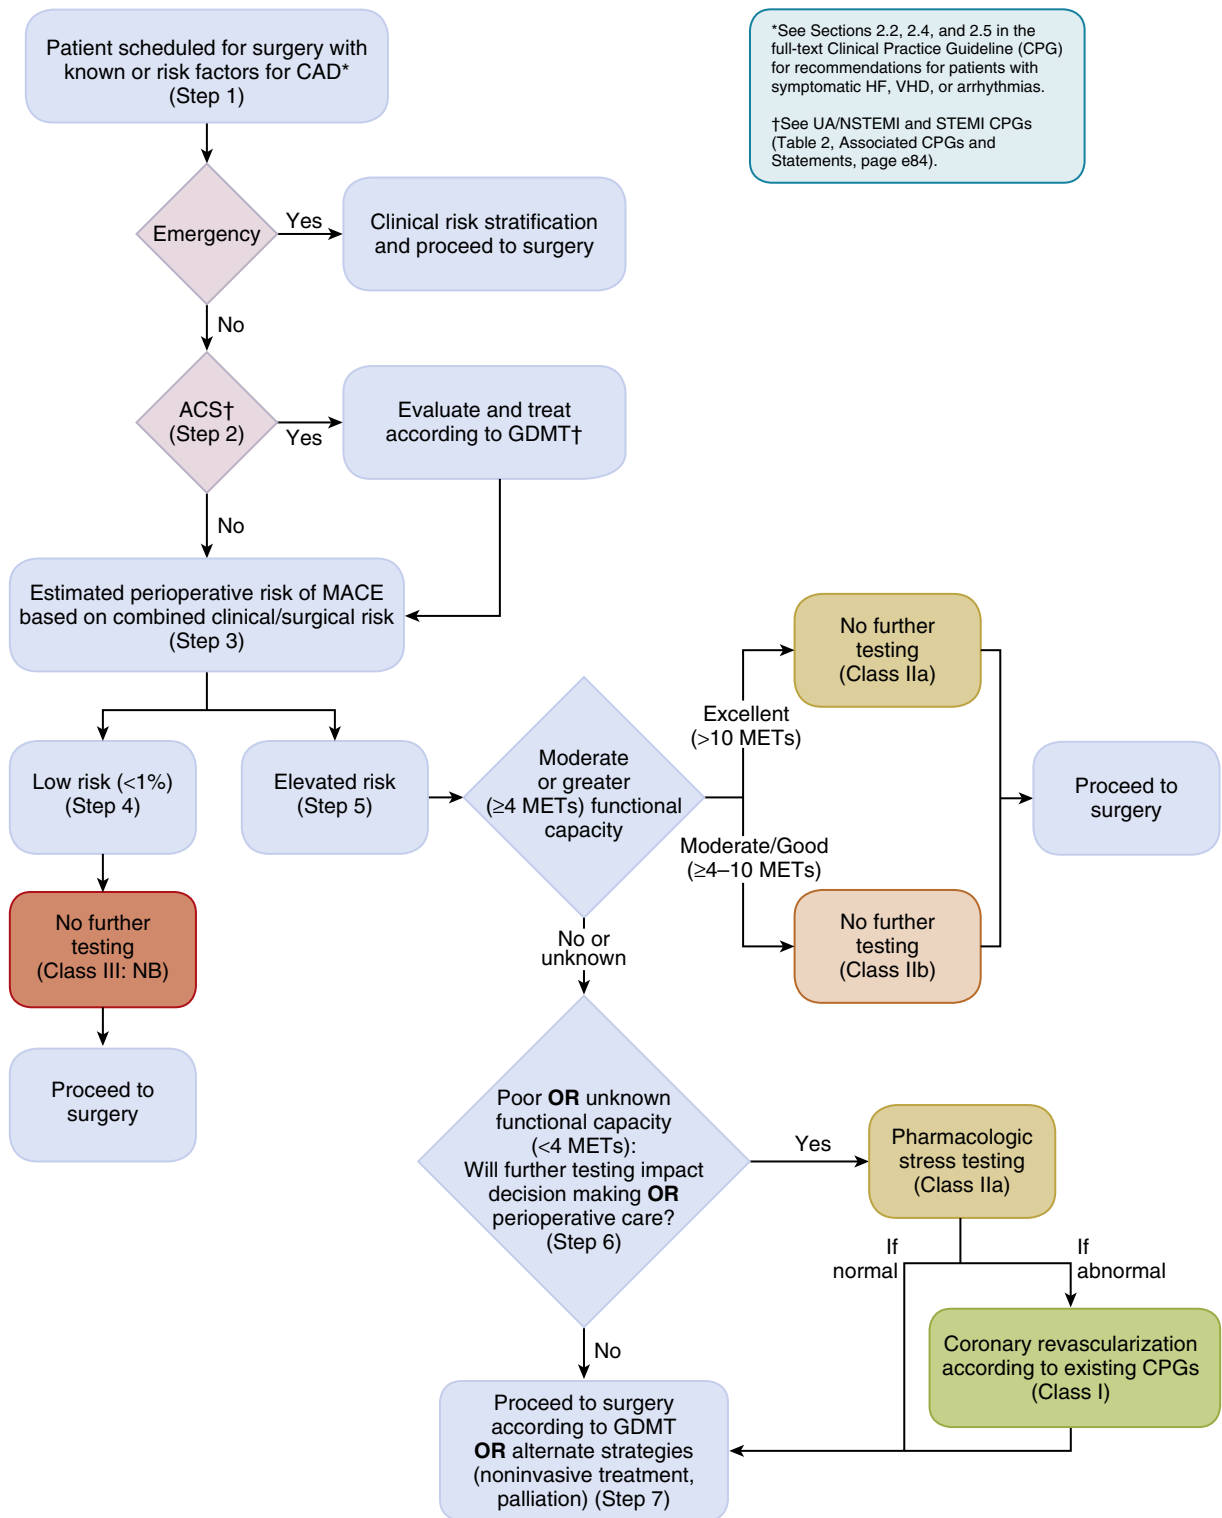 Patient scheduled for surgery with
known or risk factors for CAD*
(Step 1)
*See Sections 2.2, 2.4, and 2.5 in the
full-text Clinical Practice Guideline (CPG)
for recommendations for patients with
symptomatic HF, VHD, or arrhythmias.
†See UA/NSTEMI and STEMI CPGs
(Table 2, Associated CPGs and
Statements, page e84).
Emergency
Yes
Clinical risk stratification
and proceed to surgery
No
ACS†
(Step 2)
Yes
Evaluate and treat
according to GDMT†
No
Estimated perioperative risk of MACE
based on combined clinical/surgical risk
(Step 3)
Low risk (<1%)
(Step 4)
Elevated risk
(Step 5)
Moderate
or greater
(≥4 METs) functional
capacity
Excellent
(>10 METs)
No further
testing
(Class IIa)
Moderate/Good
(≥4–10 METs)
No further
testing
(Class IIb)
Proceed to
surgery
No further
testing
(Class III: NB)
Proceed to
surgery
No or
unknown
Poor OR unknown
functional capacity
(<4 METs):
Will further testing impact
decision making OR
perioperative care?
(Step 6)
Yes
Pharmacologic
stress testing
(Class IIa)
If
normal
If
abnormal
Coronary revascularization
according to existing CPGs
(Class I)
No
Proceed to surgery
according to GDMT
OR alternate strategies
(noninvasive treatment,
palliation) (Step 7)